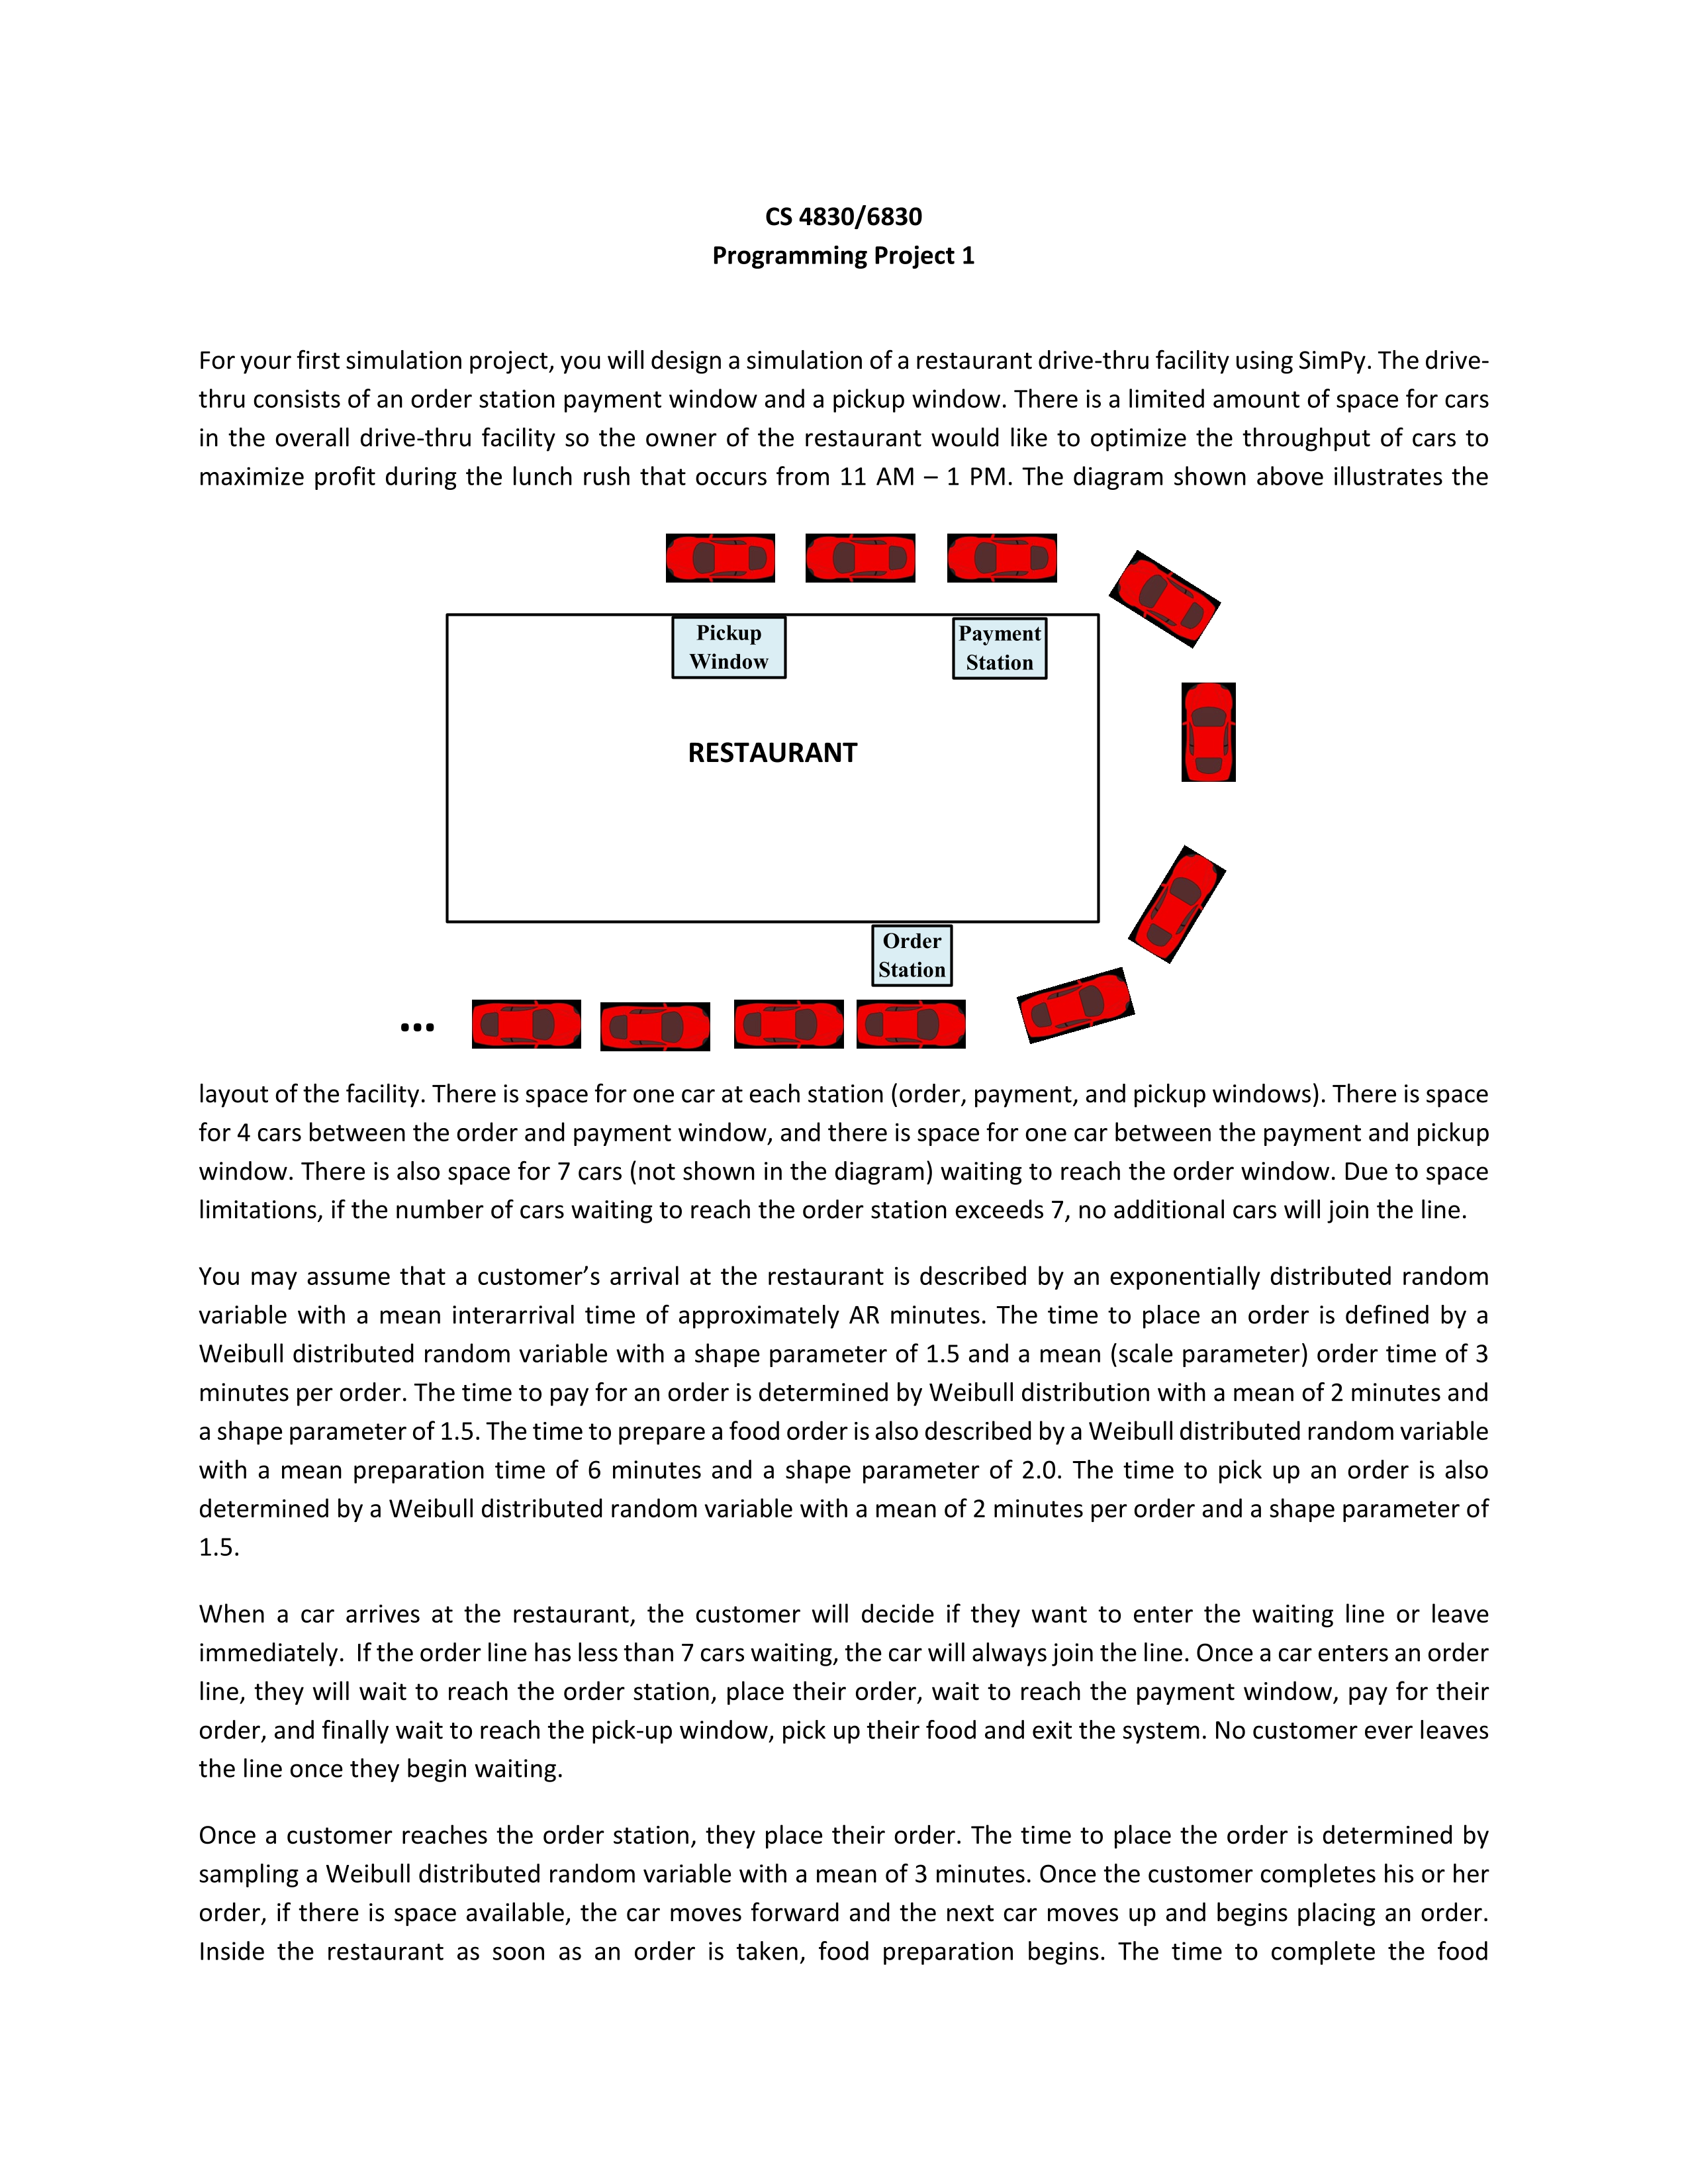 CS 4830/6830
Programming Project 1
For your first simulation project, you will design a simulation of a restaurant drive-thru facility using SimPy. The drive-
thru consists of an order station payment window and a pickup window. There is a limited amount of space for cars
in the overall drive-thru facility so the owner of the restaurant would like to optimize the throughput of cars to
maximize profit during the lunch rush that occurs from 11 AM – 1 PM. The diagram shown above illustrates the
Pickup
Window
Payment
Station
RESTAURANT
Order
Station
...
layout of the facility. There is space for one car at each station (order, payment, and pickup windows). There is space
for 4 cars between the order and payment window, and there is space for one car between the payment and pickup
window. There is also space for 7 cars (not shown in the diagram) waiting to reach the order window. Due to space
limitations, if the number of cars waiting to reach the order station exceeds 7, no additional cars will join the line.
You may assume that a customer’s arrival at the restaurant is described by an exponentially distributed random
variable with a mean interarrival time of approximately AR minutes. The time to place an order is defined by a
Weibull distributed random variable with a shape parameter of 1.5 and a mean (scale parameter) order time of 3
minutes per order. The time to pay for an order is determined by Weibull distribution with a mean of 2 minutes and
a shape parameter of 1.5. The time to prepare a food order is also described by a Weibull distributed random variable
with a mean preparation time of 6 minutes and a shape parameter of 2.0. The time to pick up an order is also
determined by a Weibull distributed random variable with a mean of 2 minutes per order and a shape parameter of
1.5.
When a car arrives at the restaurant, the customer will decide if they want to enter the waiting line or leave
immediately. If the order line has less than 7 cars waiting, the car will always join the line. Once a car enters an order
line, they will wait to reach the order station, place their order, wait to reach the payment window, pay for their
order, and finally wait to reach the pick-up window, pick up their food and exit the system. No customer ever leaves
the line once they begin waiting.
Once a customer reaches the order station, they place their order. The time to place the order is determined by
sampling a Weibull distributed random variable with a mean of 3 minutes. Once the customer completes his or her
order, if there is space available, the car moves forward and the next car moves up and begins placing an order.
Inside the restaurant as soon as an order is taken, food preparation begins. The time to complete the food